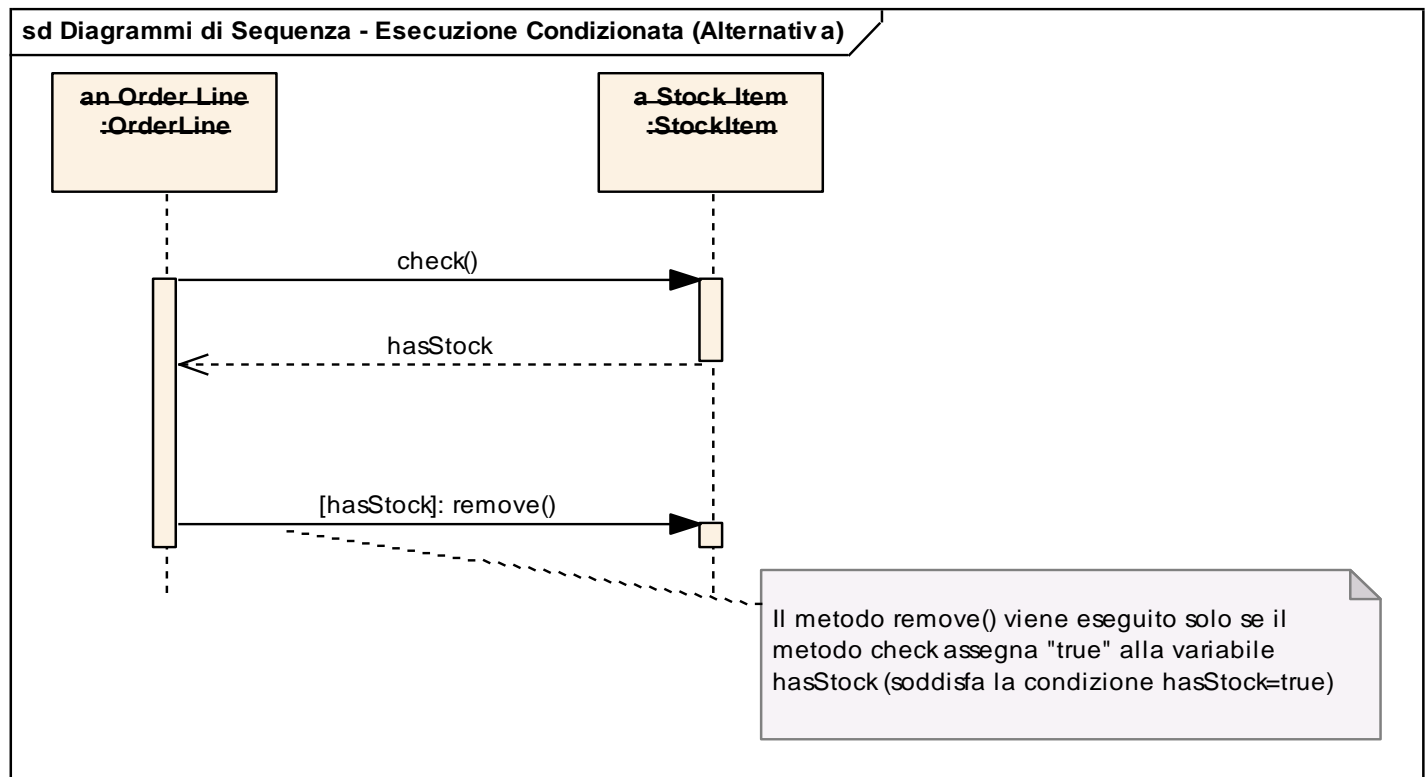 sd Diagrammi di Sequenza - Esecuzione Condizionata (Alternativa)
an Order Line
:OrderLine
a Stock Item
:StockItem
check()
hasStock
[hasStock]: remove()
Il metodo remove() viene eseguito solo se il
metodo check assegna "true" alla variabile
hasStock (soddisfa la condizione hasStock=true)